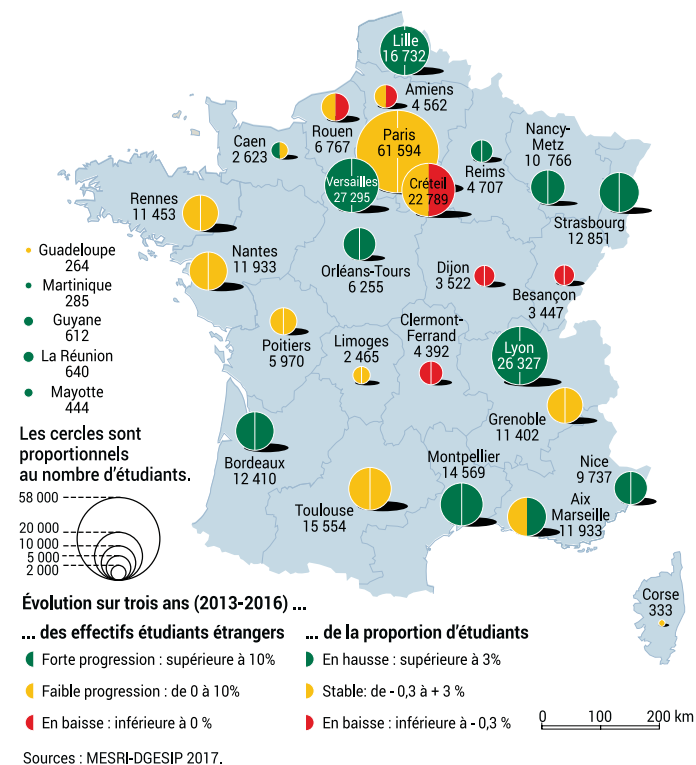 Lille
16 732
Amiens
4 562
Rouen
6 767
Paris
61 594
Caen
2 623
Nancy-
Metz
10 766
Reims
4 707
Versailles
27 295
Créteil
22 789
Rennes
11 453
Strasbourg
12 851
Nantes
11 933
Orléans-Tours
6 255
Dijon
3 522
Besançon
3 447
Guadeloupe
264
Martinique
285
Guyane
612
La Réunion
640
Mayotte
444
Poitiers
5 970
Limoges
2 465
Clermont-
Ferrand
4 392
Lyon
26 327
Grenoble
11 402
Bordeaux
12 410
Montpellier
14 569
Nice
9 737
Toulouse
15 554
Aix
Marseille
11 933
Corse
333
Les cercles sont
proportionnels
au nombre d'étudiants.
58 000
20 000
10 000
5 000
2 000
Évolution sur trois ans (2013-2016) ...
... des effectifs étudiants étrangers
Forte progression : supérieure à 10%
Faible progression : de 0 à 10%
En baisse : inférieure à 0 %
... de la proportion d'étudiants
En hausse : supérieure à 3%
Stable: de - 0,3 à + 3 %
En baisse : inférieure à - 0,3 %
0 100 200 km
Sources : MESRI-DGESIP 2017.